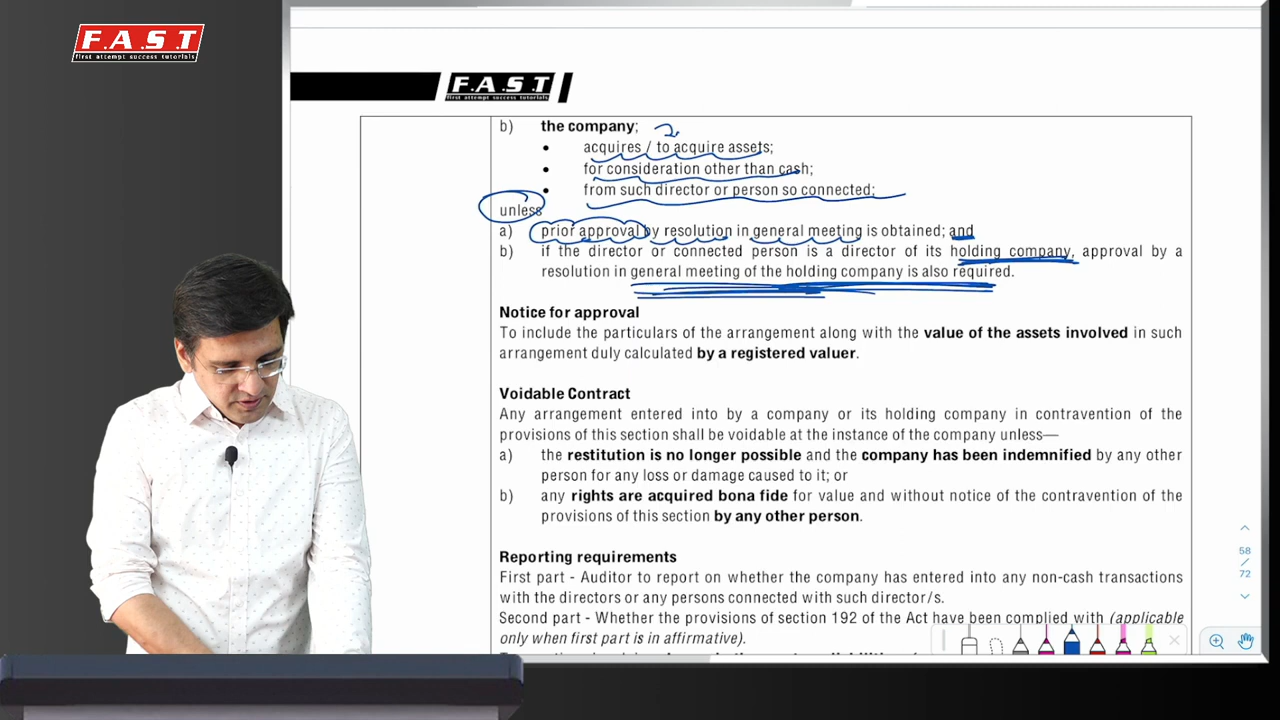 F.A.S.T
first attempt success tutorials
F.A.S.T
first attempt success tutorials
b) the company;
• acquires / to acquire assets;
• for consideration other than cash;
• from such director or person so connected;
unless
a) prior approval by resolution in general meeting is obtained; and
b) if the director or connected person is a director of its holding company, approval by a
resolution in general meeting of the holding company is also required.
Notice for approval
To include the particulars of the arrangement along with the value of the assets involved in such
arrangement duly calculated by a registered valuer.
Voidable Contract
Any arrangement entered into by a company or its holding company in contravention of the
provisions of this section shall be voidable at the instance of the company unless—
a) the restitution is no longer possible and the company has been indemnified by any other
person for any loss or damage caused to it; or
b) any rights are acquired bona fide for value and without notice of the contravention of the
provisions of this section by any other person.
Reporting requirements
First part - Auditor to report on whether the company has entered into any non-cash transactions
with the directors or any persons connected with such director/s.
Second part - Whether the provisions of section 192 of the Act have been complied with (applicable
only when first part is in affirmative).
58
/
72